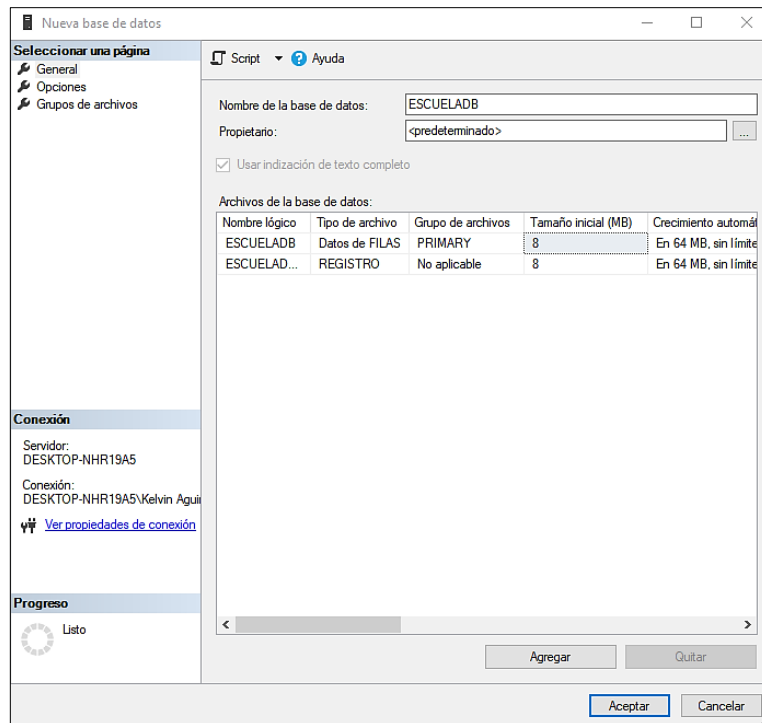 Nueva base de datos
Seleccionar una página
General
Opciones
Grupos de archivos
Script
Ayuda
Nombre de la base de datos: ESCUELADB
Propietario: <predeterminado> ...
Usar indización de texto completo
Archivos de la base de datos:
Nombre lógico Tipo de archivo Grupo de archivos Tamaño inicial (MB) Crecimiento automát
ESCUELADB Datos de FILAS PRIMARY 8 En 64 MB, sin límite
ESCUELAD... REGISTRO No aplicable 8 En 64 MB, sin límite
Conexión
Servidor:
DESKTOP-NHR19A5
Conexión:
DESKTOP-NHR19A5\Kelvin Agui
Ver propiedades de conexión
Progreso
Listo
Agregar Quitar
Aceptar Cancelar